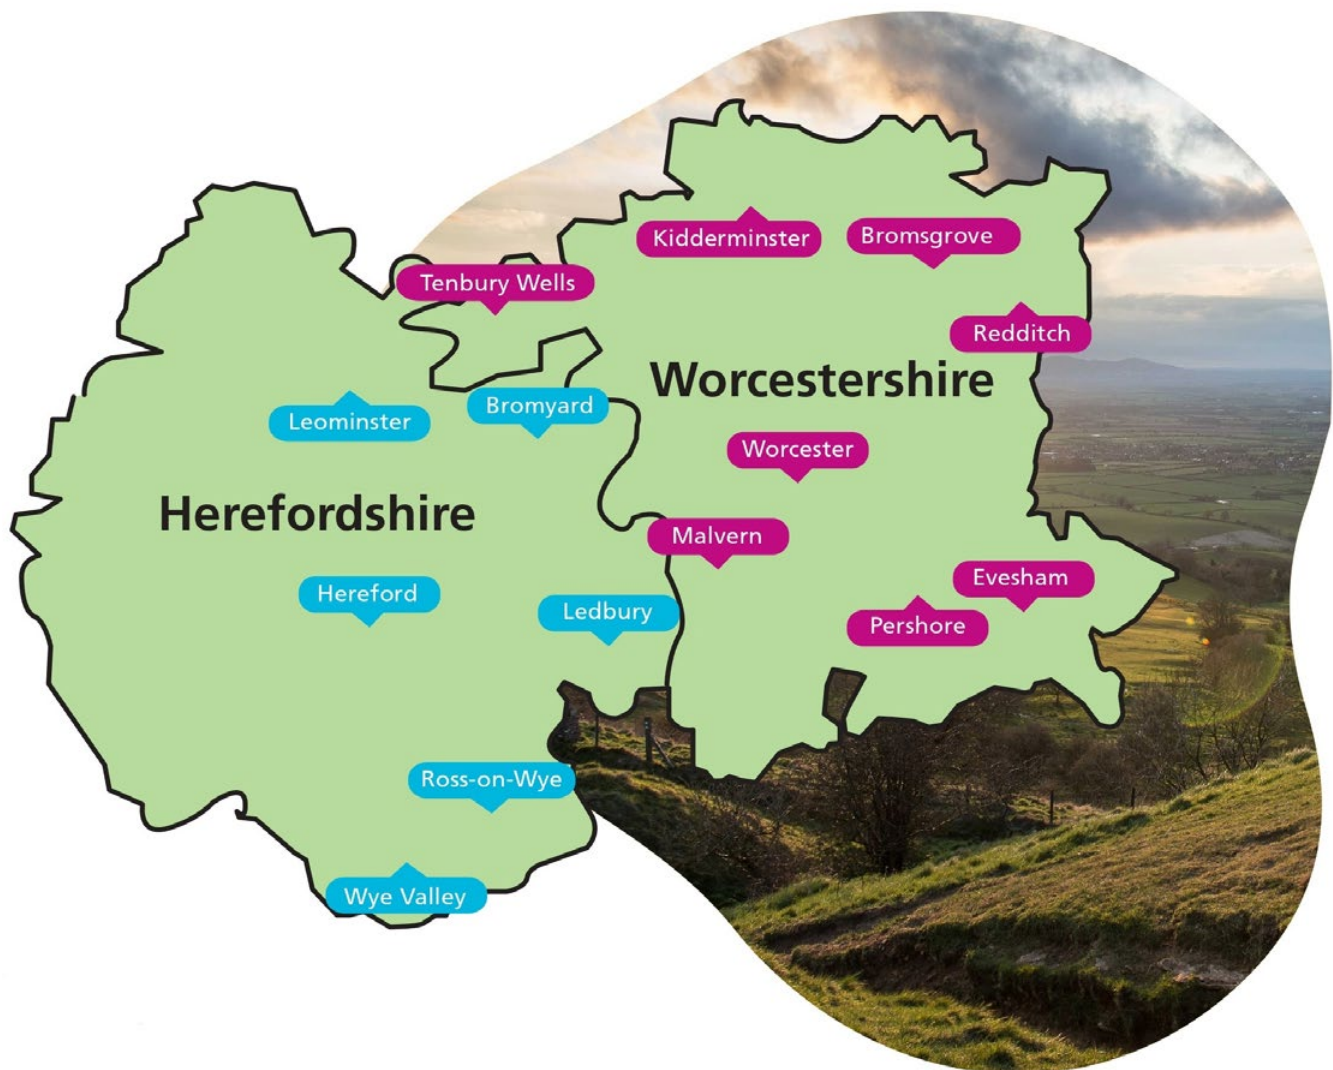 Kidderminster
Bromsgrove
Tenbury Wells
Redditch
Worcestershire
Leominster
Bromyard
Worcester
Herefordshire
Malvern
Hereford
Ledbury
Evesham
Pershore
Ross-on-Wye
Wye Valley